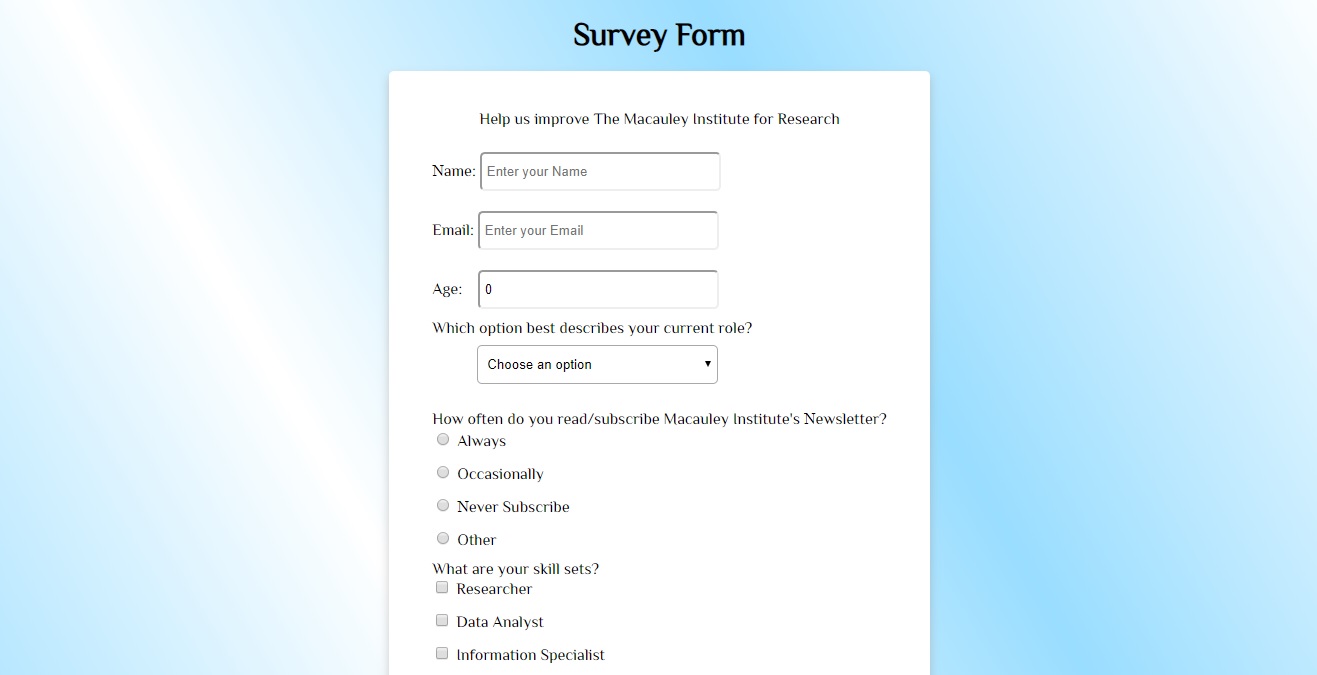 Survey Form
Help us improve The Macauley Institute for Research
Name: Enter your Name
Email: Enter your Email
Age: 0
Which option best describes your current role?
Choose an option
How often do you read/subscribe Macauley Institute's Newsletter?
Always
Occasionally
Never Subscribe
Other
What are your skill sets?
Researcher
Data Analyst
Information Specialist